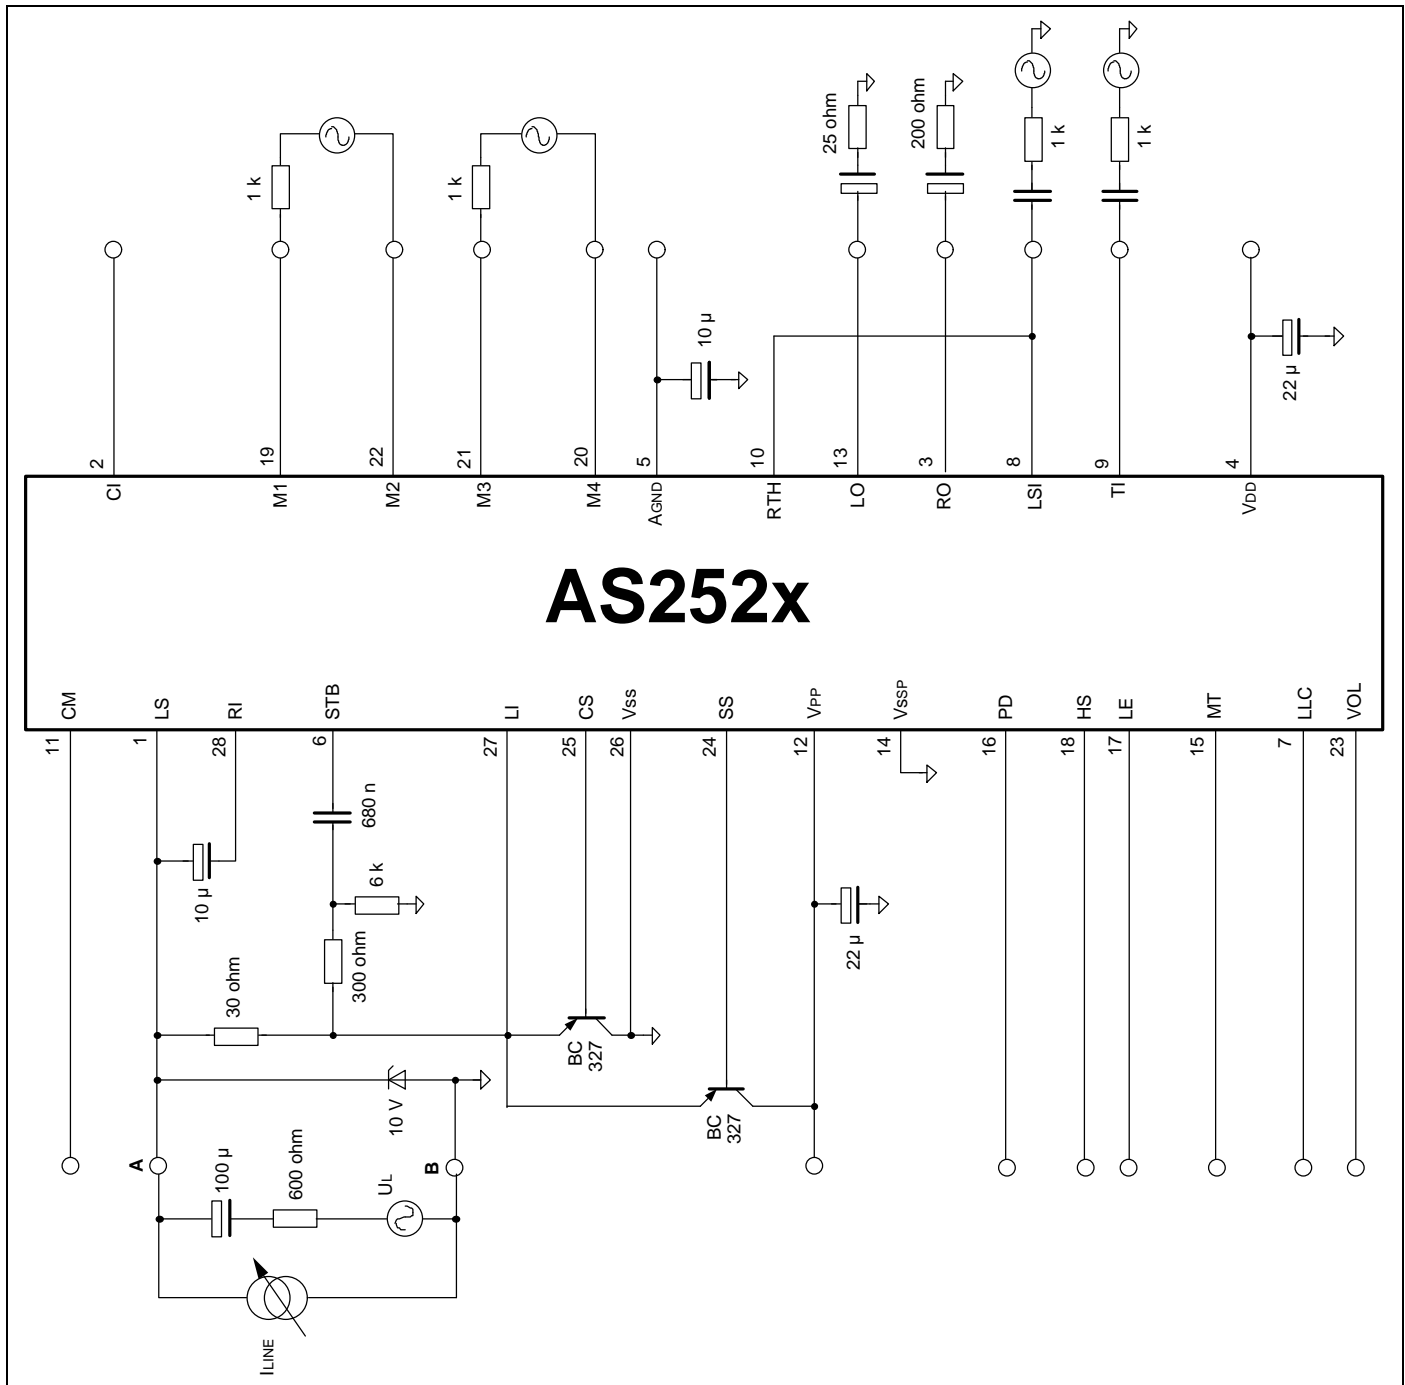 25 ohm
200 ohm
1 k
1 k
1 k
1 k
10 µ
22 µ
2
19
22
21
20
5
10
13
3
8
9
4
CI
M1
M2
M3
M4
AGND
RTH
LO
RO
LSI
TI
VDD
AS252x
CM
LS
RI
STB
LI
CS
Vss
SS
VPP
VSSP
PD
HS
LE
MT
LLC
VOL
11
1
28
6
27
25
26
24
12
14
16
18
17
15
7
23
680 n
10 µ
6 k
300 ohm
22 µ
30 ohm
BC
327
BC
327
10 V
A
B
100 µ
600 ohm
UL
ILINE